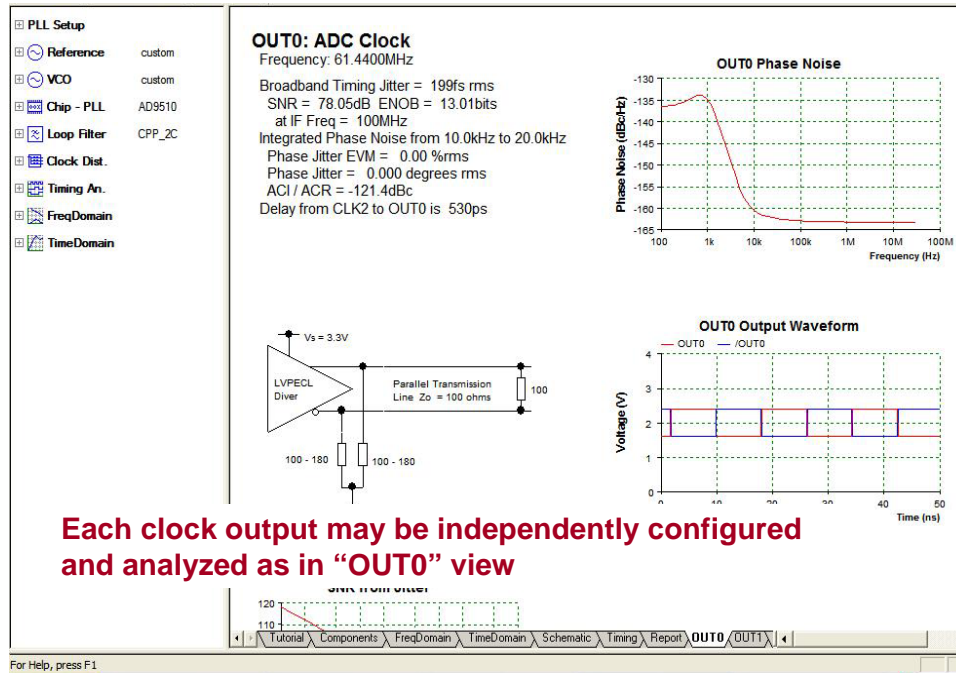 PLL Setup
Reference custom
VCO custom
Chip - PLL AD9510
Loop Filter CPP_2C
Clock Dist.
Timing An.
FreqDomain
TimeDomain
OUT0: ADC Clock
Frequency: 61.4400MHz
Broadband Timing Jitter = 199fs rms
SNR = 78.05dB ENOB = 13.01bits
at IF Freq = 100MHz
Integrated Phase Noise from 10.0kHz to 20.0kHz
Phase Jitter EVM = 0.00 %rms
Phase Jitter = 0.000 degrees rms
ACI / ACR = -121.4dBc
Delay from CLK2 to OUT0 is 530ps
OUT0 Phase Noise
Phase Noise (dBc/Hz)
-130
-135
-140
-145
-150
-155
-160
-165
100 1k 10k 100k 1M 10M 100M
Frequency (Hz)
Vs = 3.3V
LVPECL
Diver
Parallel Transmission
Line Zo = 100 ohms
100
100 - 180
100 - 180
OUT0 Output Waveform
OUT0 /OUT0
Voltage (V)
4
3
2
1
0
0 10 20 30 40 50
Time (ns)
Each clock output may be independently configured
and analyzed as in “OUT0” view
SNR from Jitter
120
110
Tutorial Components FreqDomain TimeDomain Schematic Timing Report OUT0 OUT1
For Help, press F1